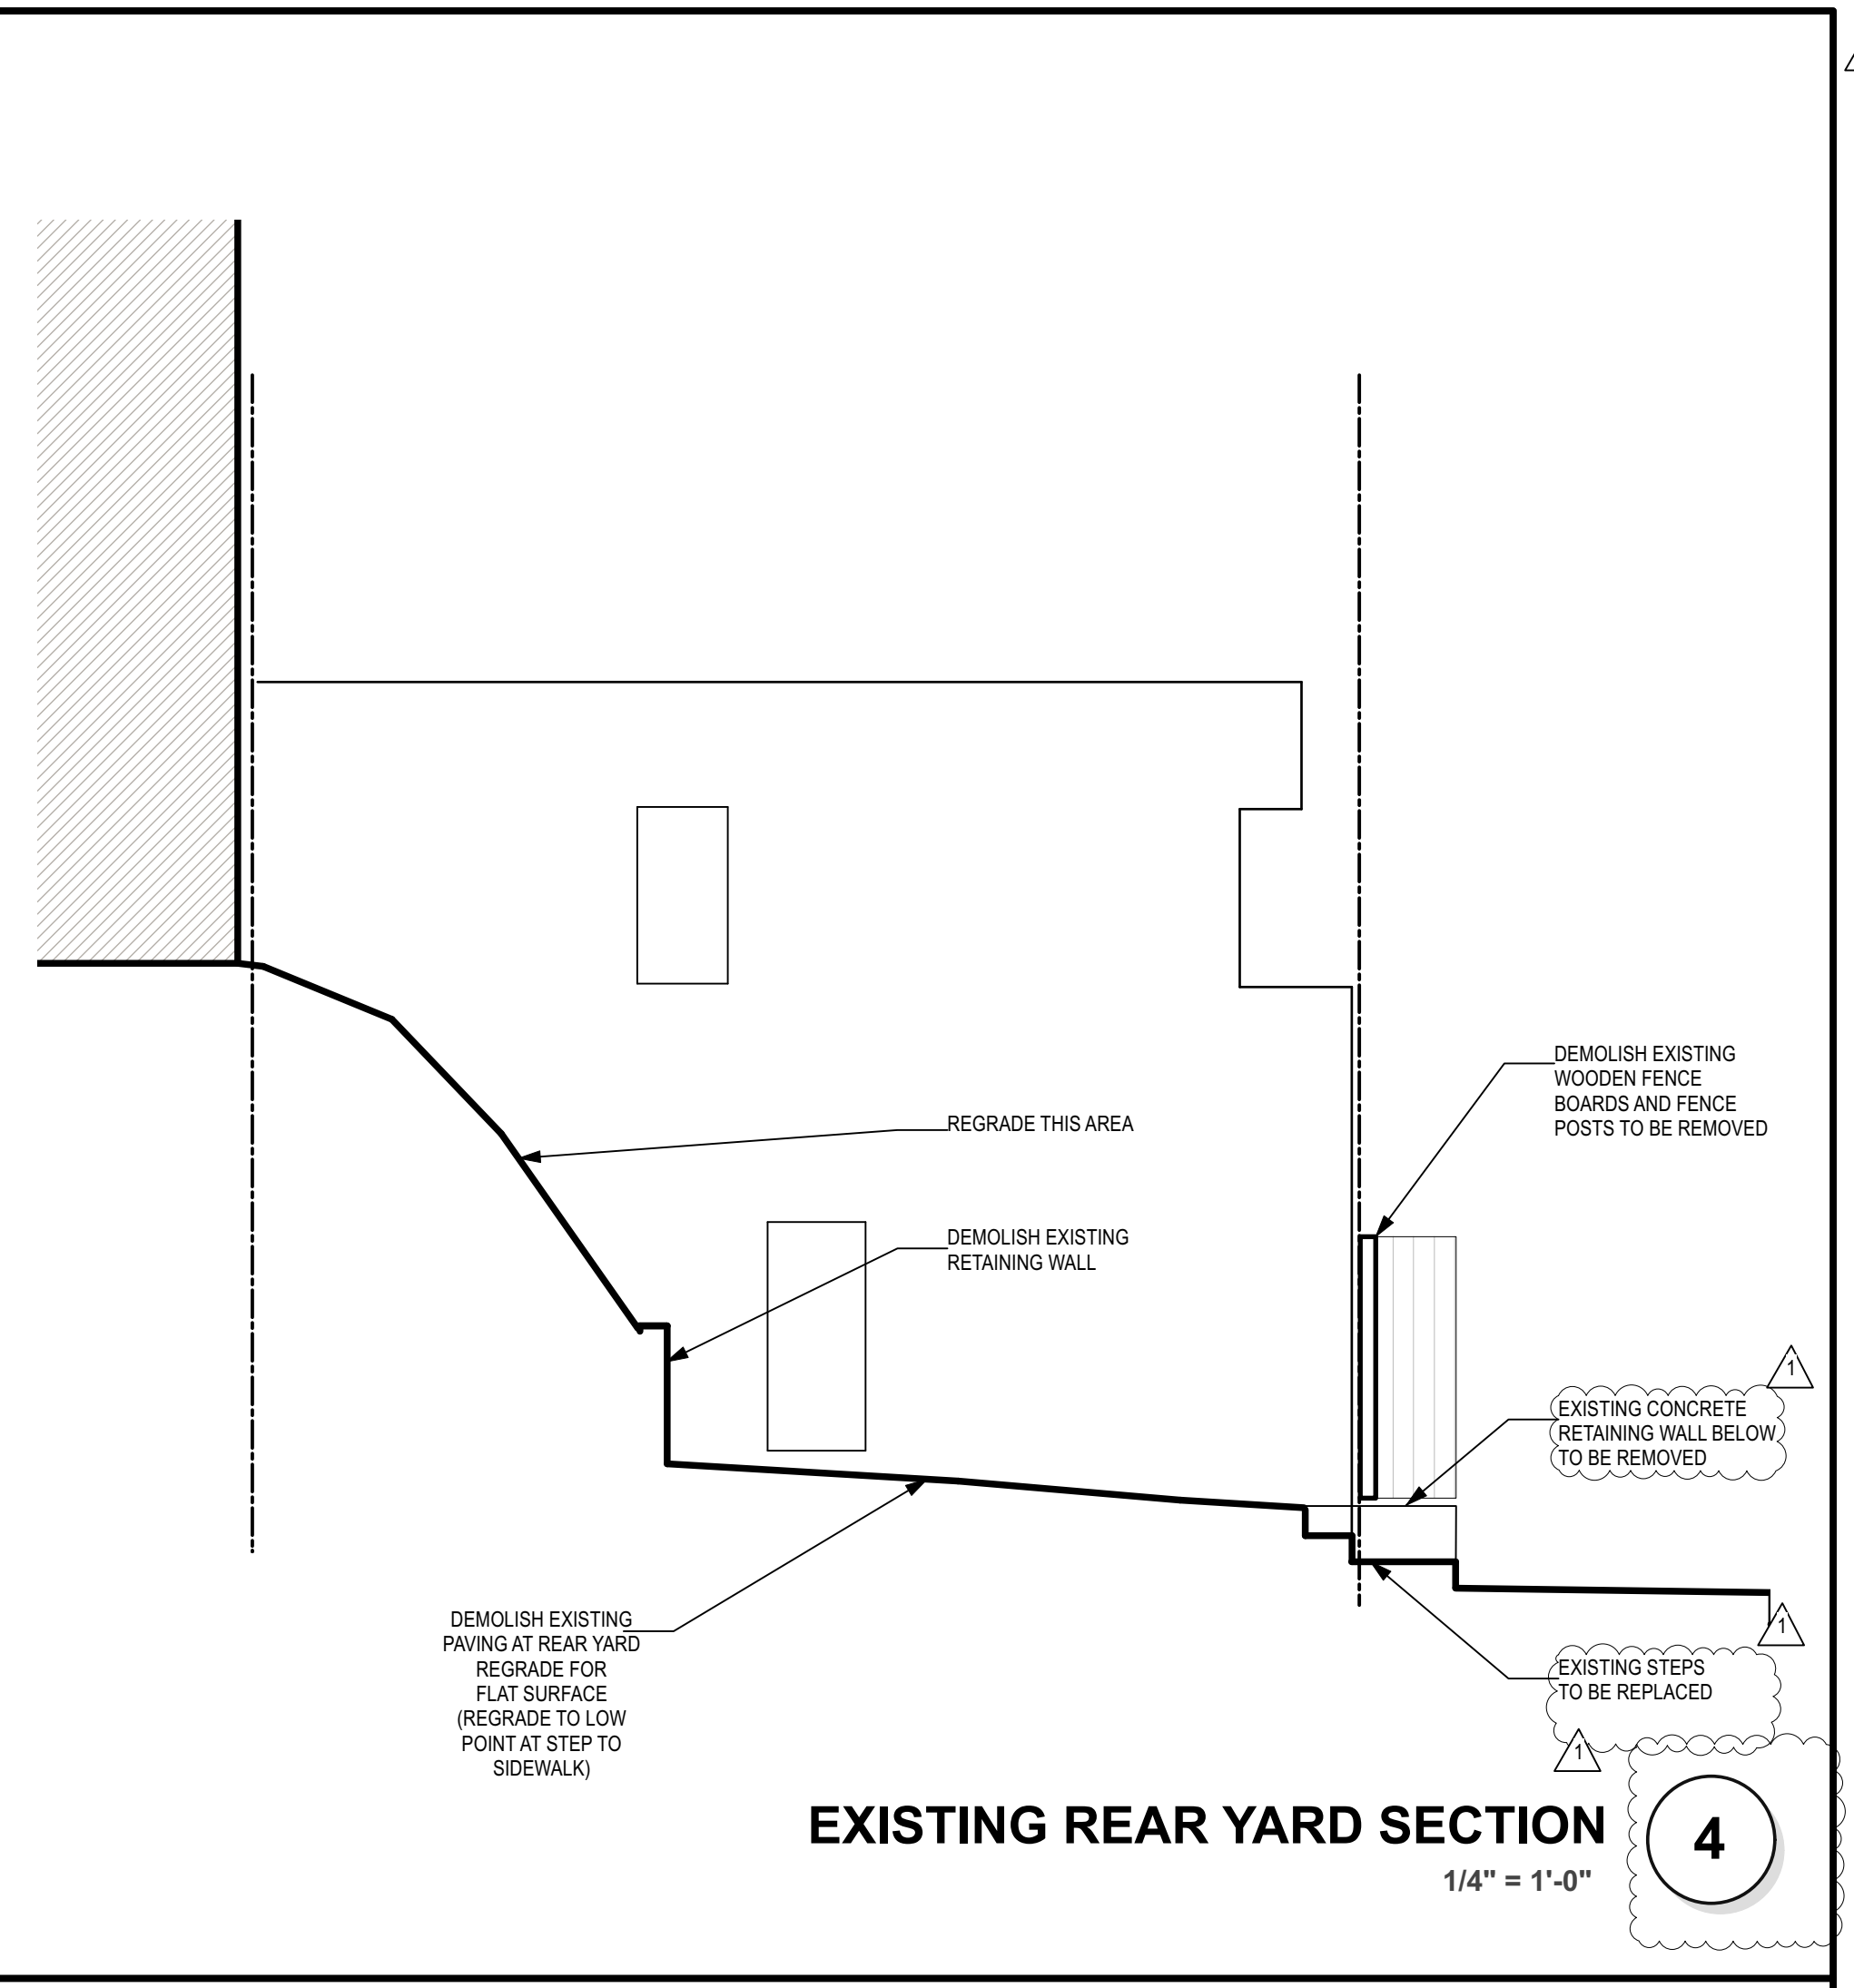 REGRADE THIS AREA
DEMOLISH EXISTING
WOODEN FENCE
BOARDS AND FENCE
POSTS TO BE REMOVED
DEMOLISH EXISTING
RETAINING WALL
1
EXISTING CONCRETE
RETAINING WALL BELOW
TO BE REMOVED
DEMOLISH EXISTING
PAVING AT REAR YARD
REGRADE FOR
FLAT SURFACE
(REGRADE TO LOW
POINT AT STEP TO
SIDEWALK)
1
EXISTING STEPS
TO BE REPLACED
1
EXISTING REAR YARD SECTION
1/4" = 1'-0"
4